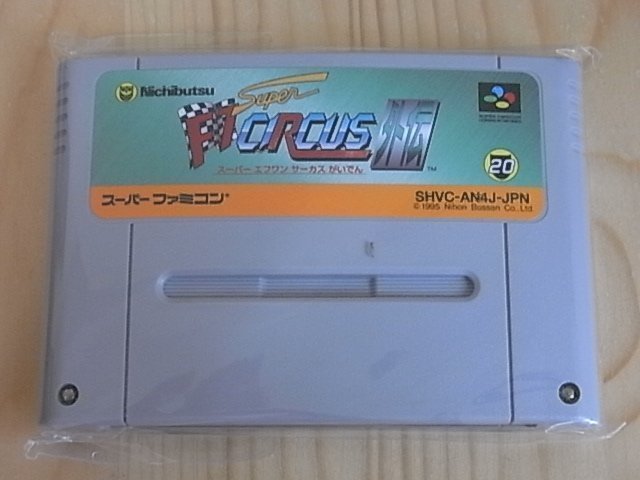 Nichibutsu
Super
F1 CIRCUS 外伝
TM
スーパー エフワン サーカス がいでん
20
スーパーファミコン®
SHVC-AN4J-JPN
© 1995 Nihon Bussan Co., Ltd.